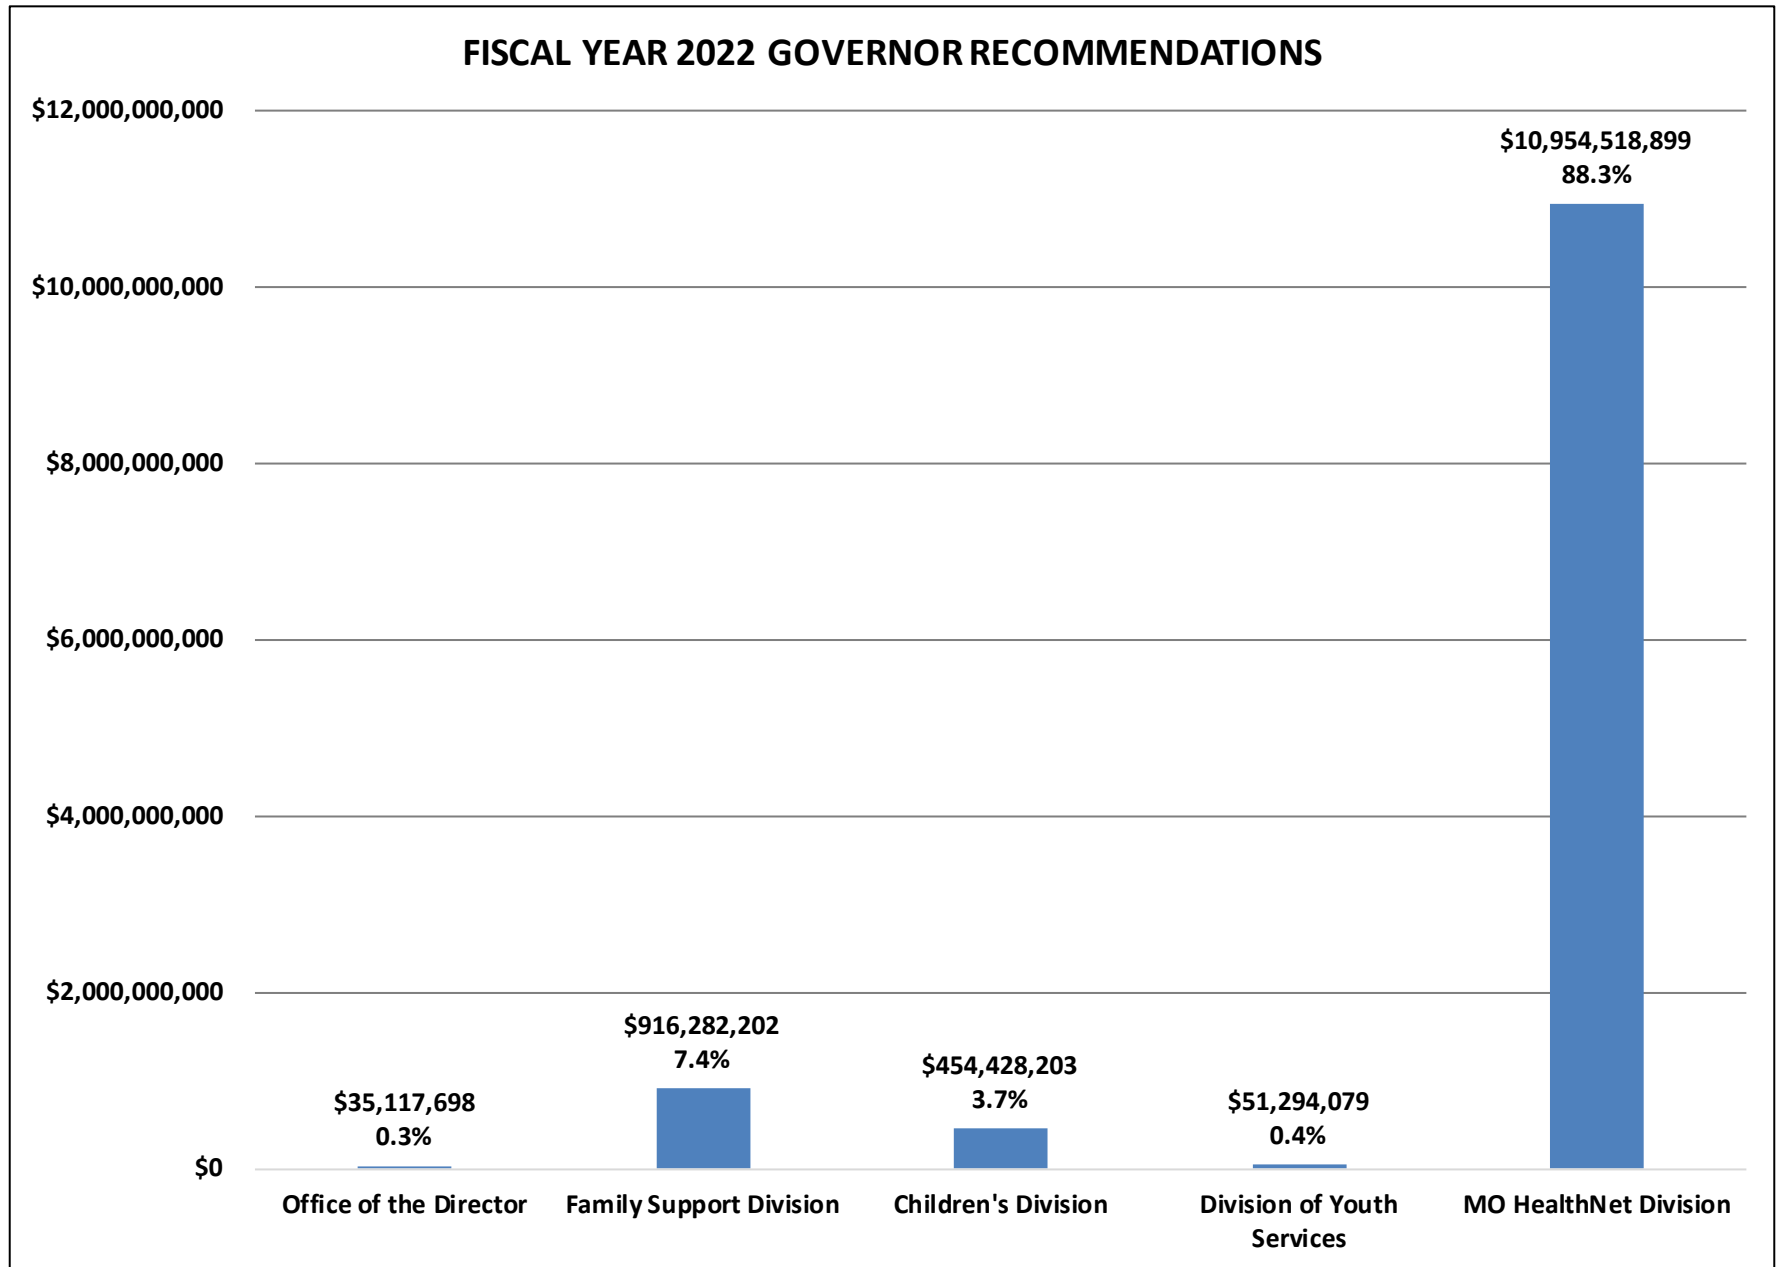 FISCAL YEAR 2022 GOVERNOR RECOMMENDATIONS
$12,000,000,000
$10,000,000,000
$8,000,000,000
$6,000,000,000
$4,000,000,000
$2,000,000,000
$0
$35,117,698
0.3%
$916,282,202
7.4%
$454,428,203
3.7%
$51,294,079
0.4%
$10,954,518,899
88.3%
Office of the Director
Family Support Division
Children's Division
Division of Youth
Services
MO HealthNet Division